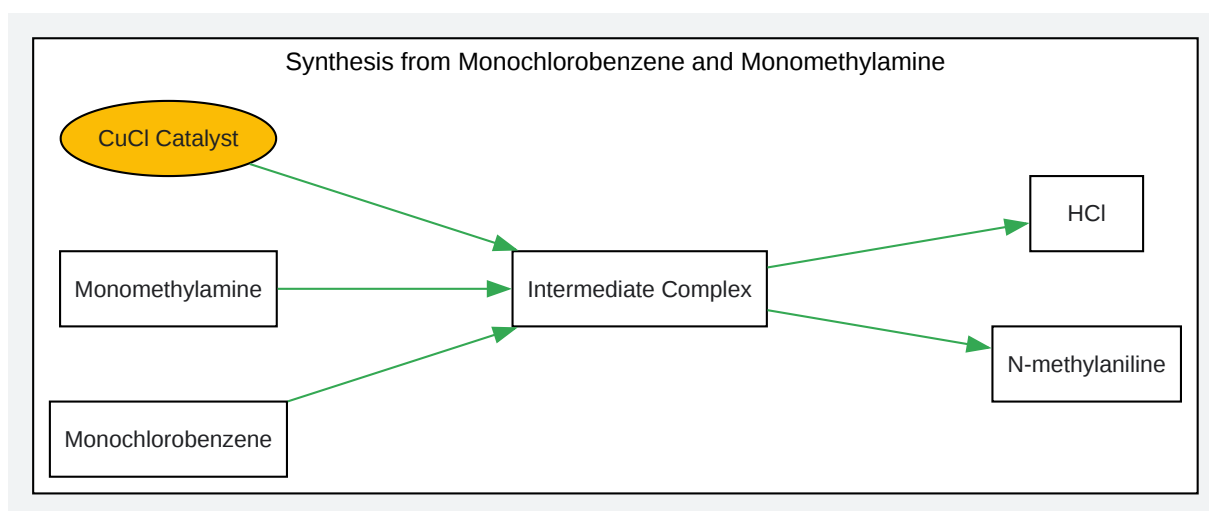 Synthesis from Monochlorobenzene and Monomethylamine
CuCl Catalyst
Monomethylamine
Monochlorobenzene
Intermediate Complex
HCl
N-methylaniline